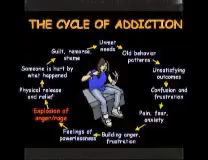 THE CYCLE OF ADDICTION
Unmet
needs
Old behavior
patterns
Unsatisfying
outcomes
Confusion and
frustration
Pain, fear,
anxiety
Building anger,
frustration
Feelings of
powerlessness
Explosion of
anger/rage
Physical release
and relief
Someone is hurt by
what happened
Guilt, remorse,
shame